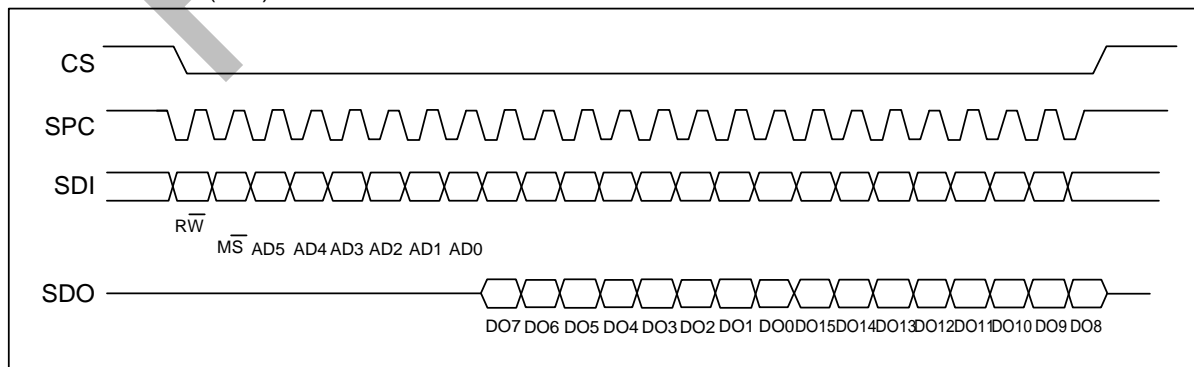 CS
SPC
SDI
RW
MS AD5 AD4 AD3 AD2 AD1 AD0
SDO
DO7 DO6 DO5 DO4 DO3 DO2 DO1 DO0 DO15 DO14 DO13 DO12 DO11 DO10 DO9 DO8